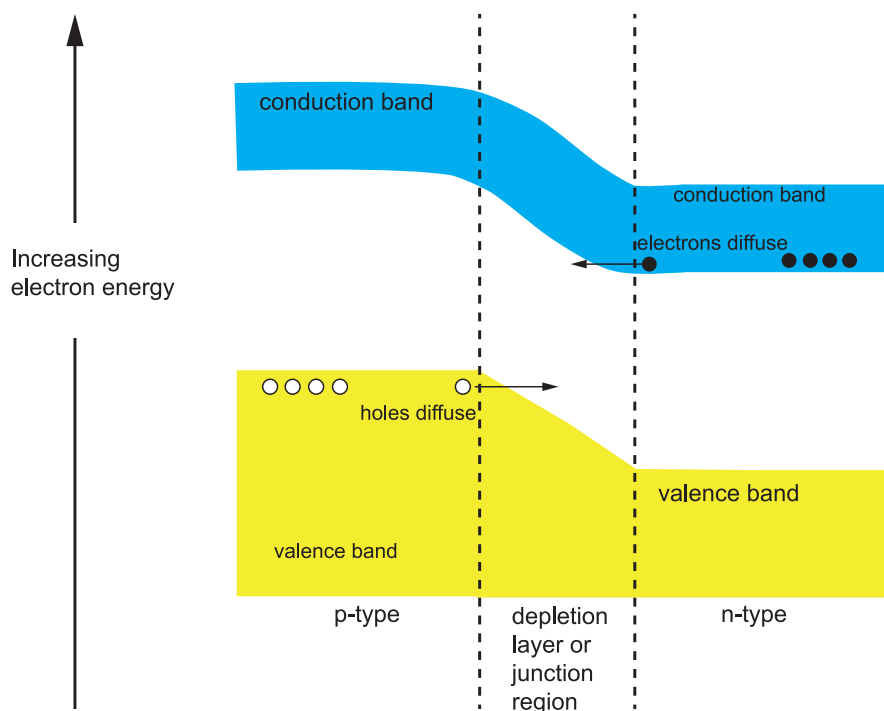 conduction band
conduction band
electrons diffuse
Increasing
electron energy
holes diffuse
valence band
valence band
p-type
depletion
layer or
junction
region
n-type